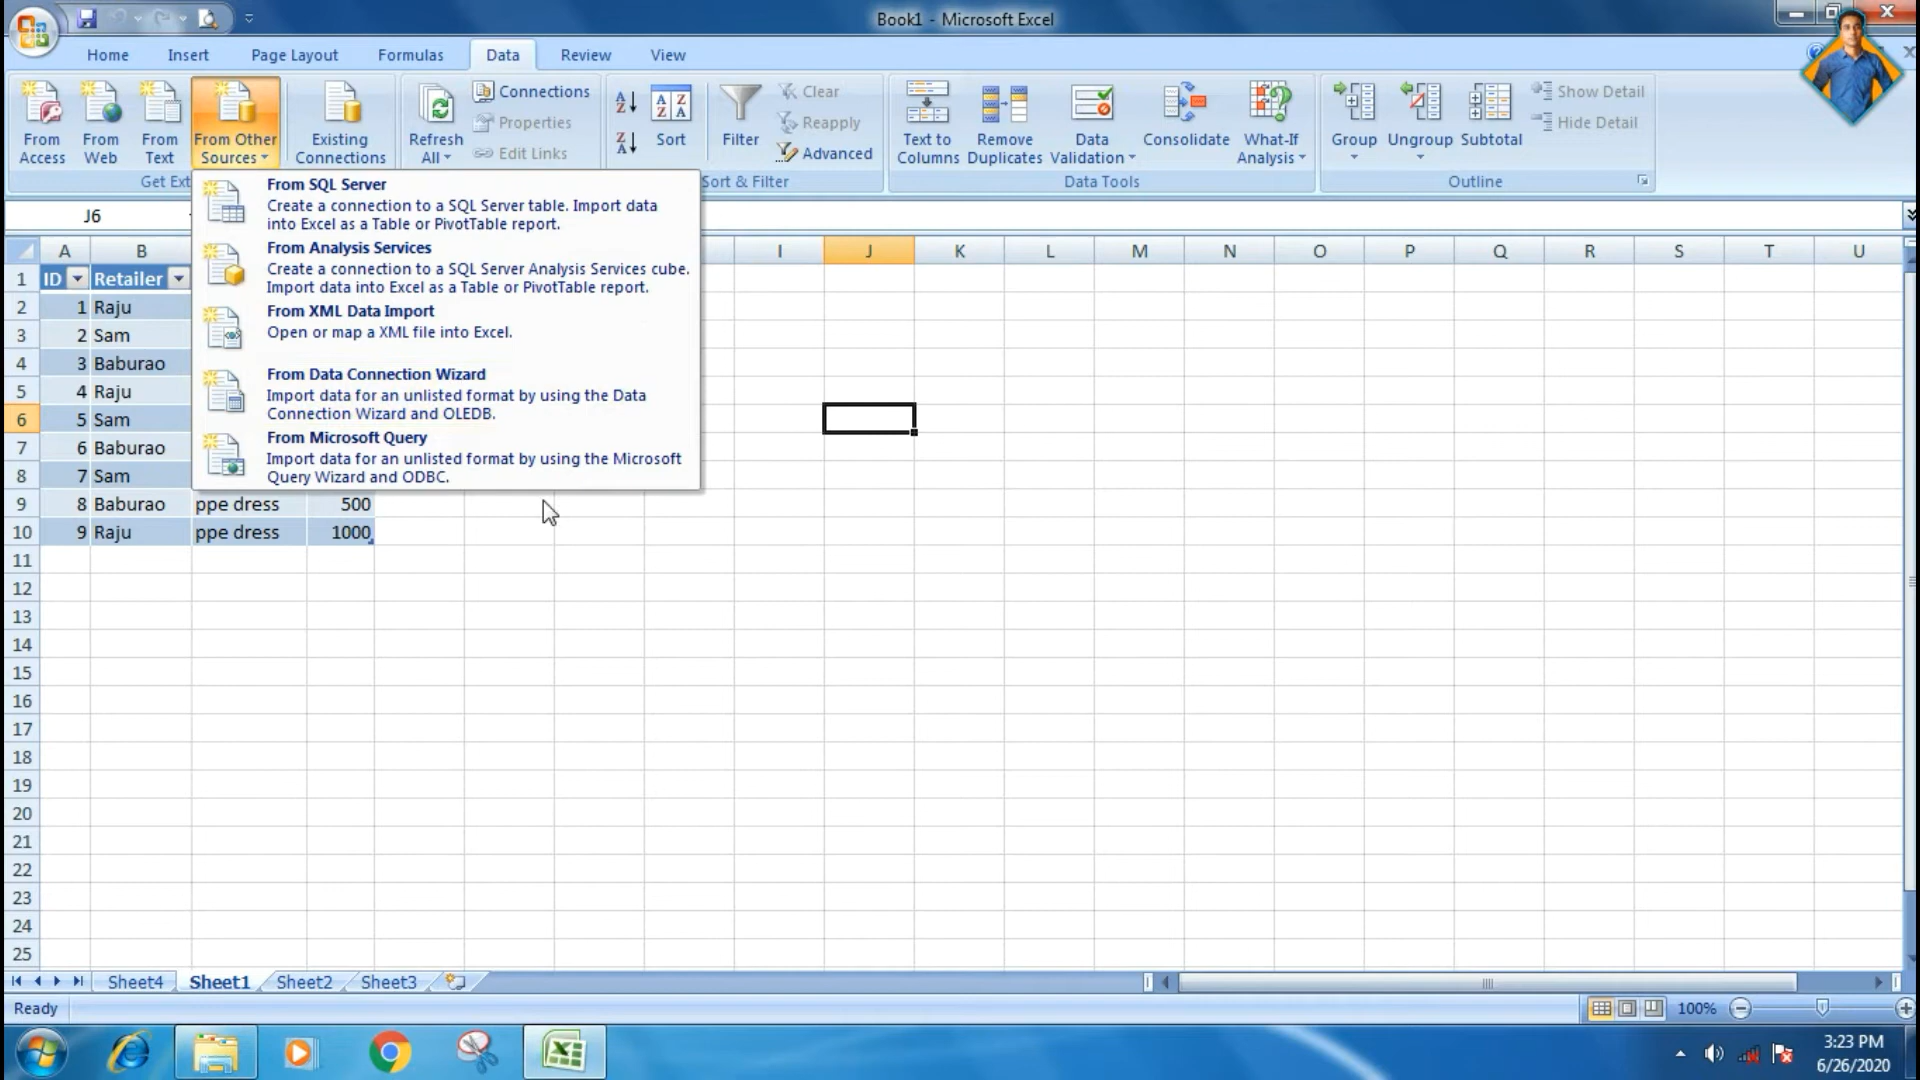 Book1 - Microsoft Excel
Home Insert Page Layout Formulas Data Review View
From Access
From Web
From Text
From Other Sources
Existing Connections
Refresh All
Connections
Properties
Edit Links
Sort
Filter
Clear
Reapply
Advanced
Text to Columns
Remove Duplicates
Data Validation
Consolidate
What-If Analysis
Group
Ungroup
Subtotal
Show Detail
Hide Detail
Get Ext
Sort & Filter
Data Tools
Outline
J6
From SQL Server
Create a connection to a SQL Server table. Import data
into Excel as a Table or PivotTable report.
From Analysis Services
Create a connection to a SQL Server Analysis Services cube.
Import data into Excel as a Table or PivotTable report.
From XML Data Import
Open or map a XML file into Excel.
From Data Connection Wizard
Import data for an unlisted format by using the Data
Connection Wizard and OLEDB.
From Microsoft Query
Import data for an unlisted format by using the Microsoft
Query Wizard and ODBC.
A B I J K L M N O P Q R S T U
1 ID Retailer
2 1 Raju
3 2 Sam
4 3 Baburao
5 4 Raju
6 5 Sam
7 6 Baburao
8 7 Sam
9 8 Baburao ppe dress 500
10 9 Raju ppe dress 1000
11
12
13
14
15
16
17
18
19
20
21
22
23
24
25
Sheet4 Sheet1 Sheet2 Sheet3
Ready
100%
3:23 PM
6/26/2020